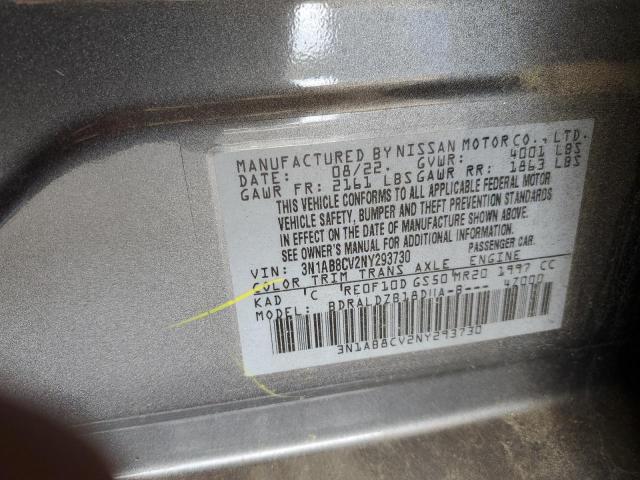 MANUFACTURED BY NISSAN MOTOR CO., LTD.
DATE: 08/22. GVWR: 4001 LBS
GAWR FR: 2161 LBS GAWR RR: 1863 LBS
THIS VEHICLE CONFORMS TO ALL APPLICABLE FEDERAL MOTOR
VEHICLE SAFETY, BUMPER AND THEFT PREVENTION STANDARDS
IN EFFECT ON THE DATE OF MANUFACTURE SHOWN ABOVE.
SEE OWNER'S MANUAL FOR ADDITIONAL INFORMATION.
VIN: 3N1AB8CV2NY293730 PASSENGER CAR
COLOR TRIM TRANS AXLE ENGINE
KAD C RE0F10D GS50 MR20 1997 CC
MODEL: BDRALDZB18DIIA-B--- 47000
3N1AB8CV2NY293730